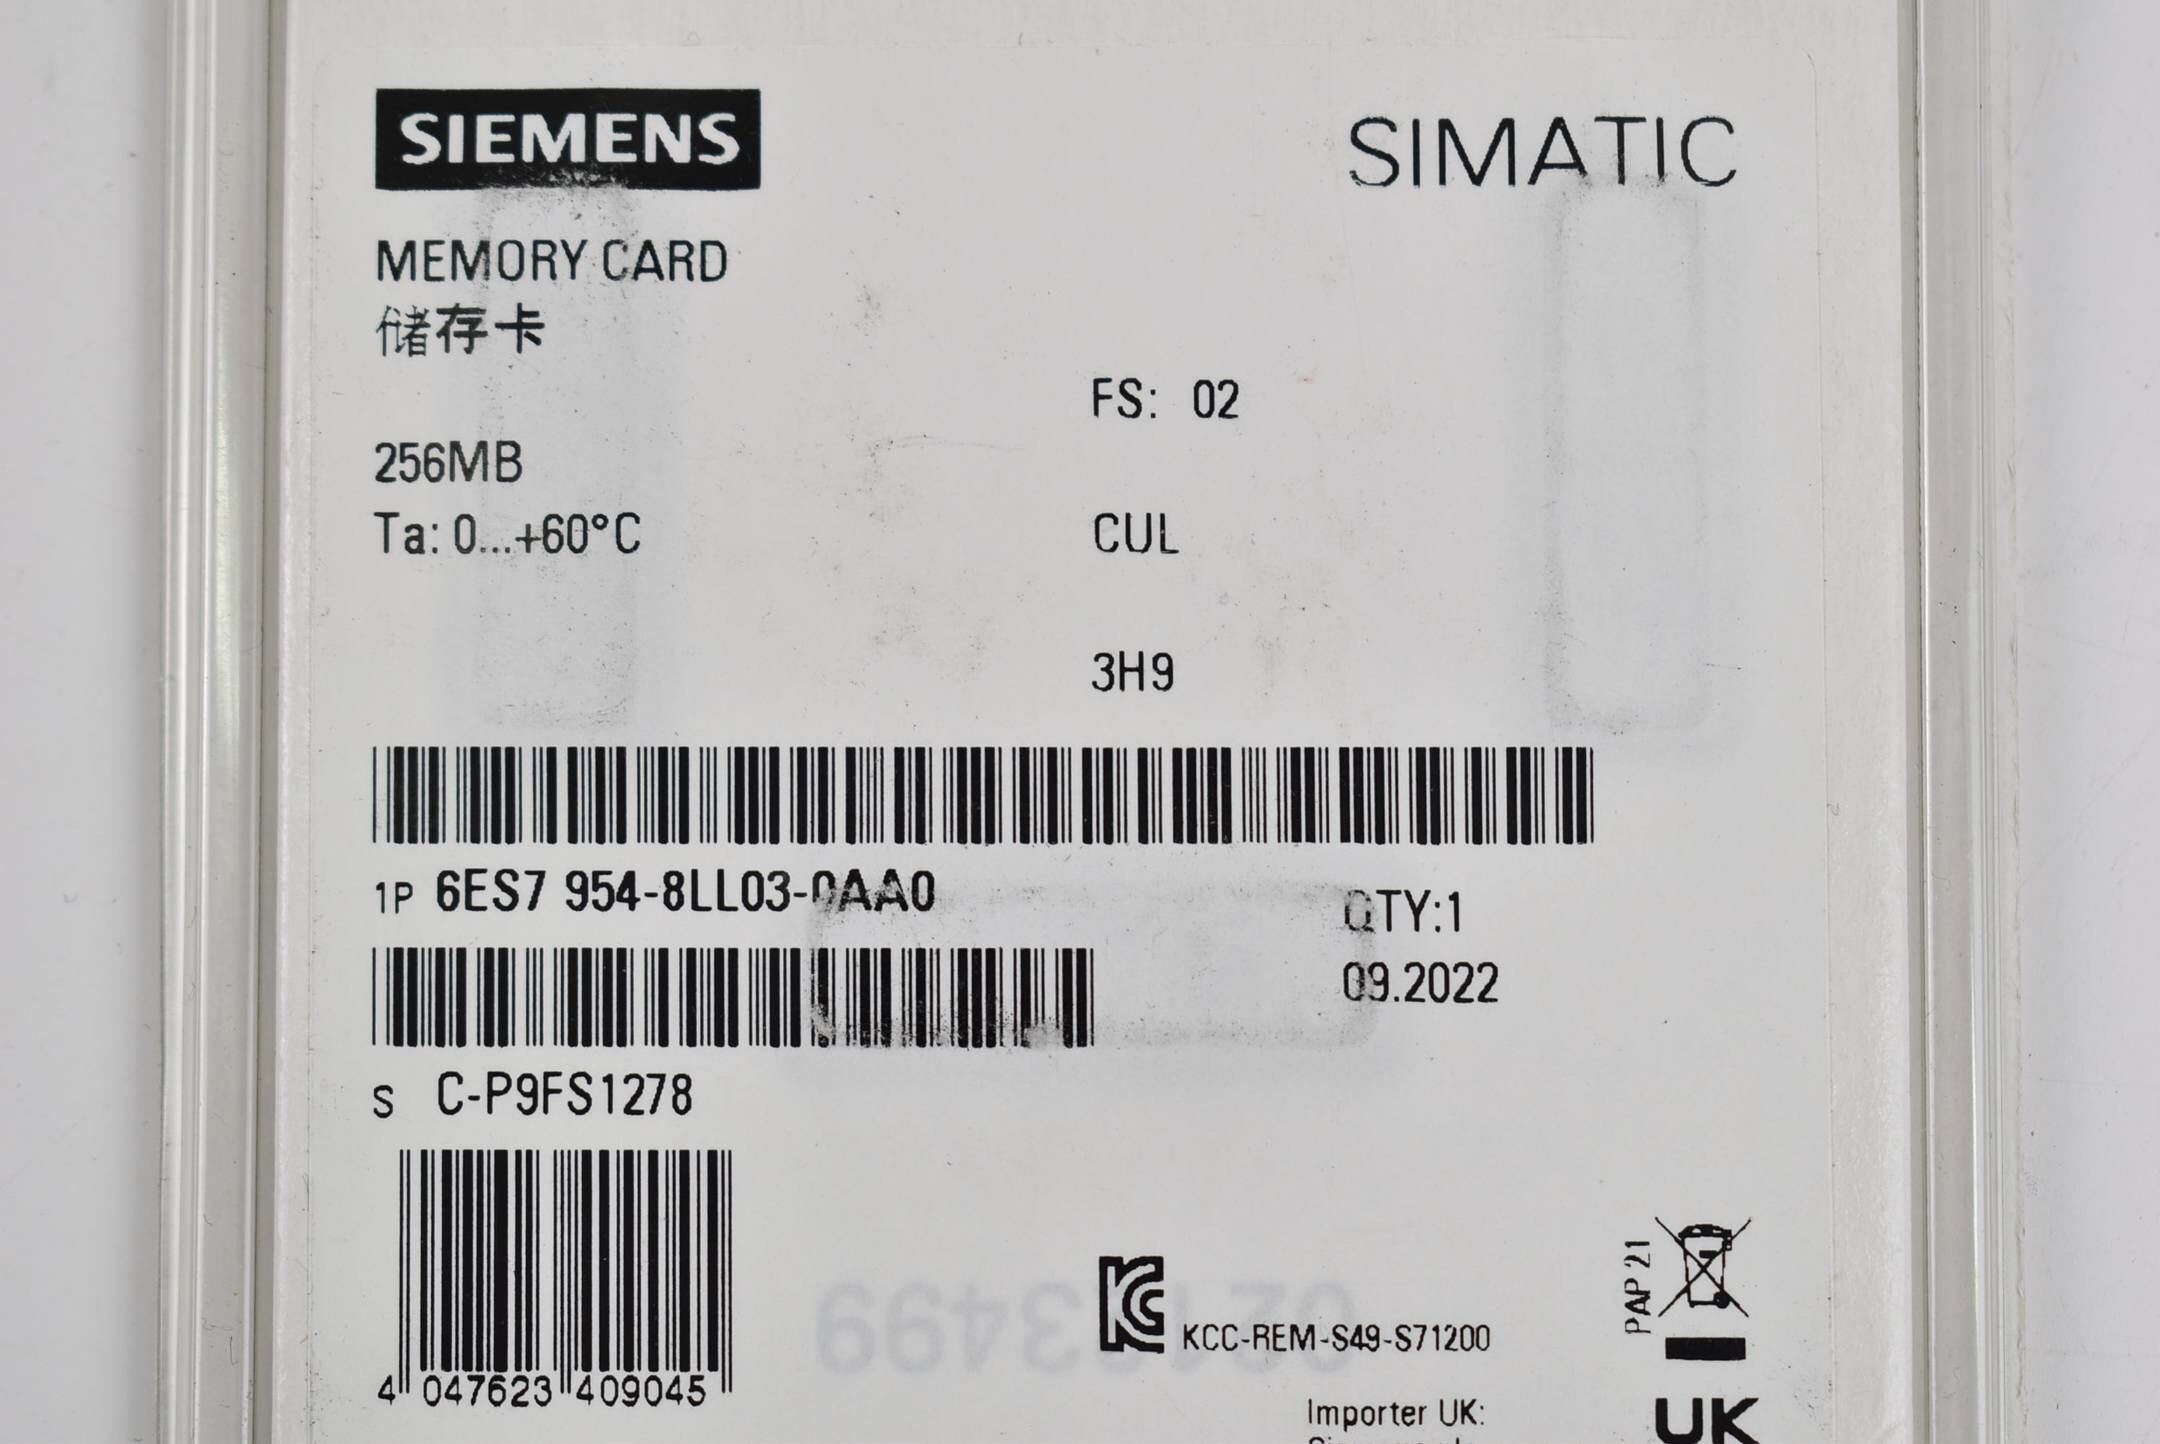 SIEMENS
SIMATIC
MEMORY CARD
储存卡
FS: 02
256MB
Ta: 0...+60°C
CUL
3H9
1P 6ES7 954-8LL03-0AA0
QTY:1
09.2022
S C-P9FS1278
4 047623 409045
KCC-REM-S49-S71200
PAP 21
02193499
Importer UK:
UK